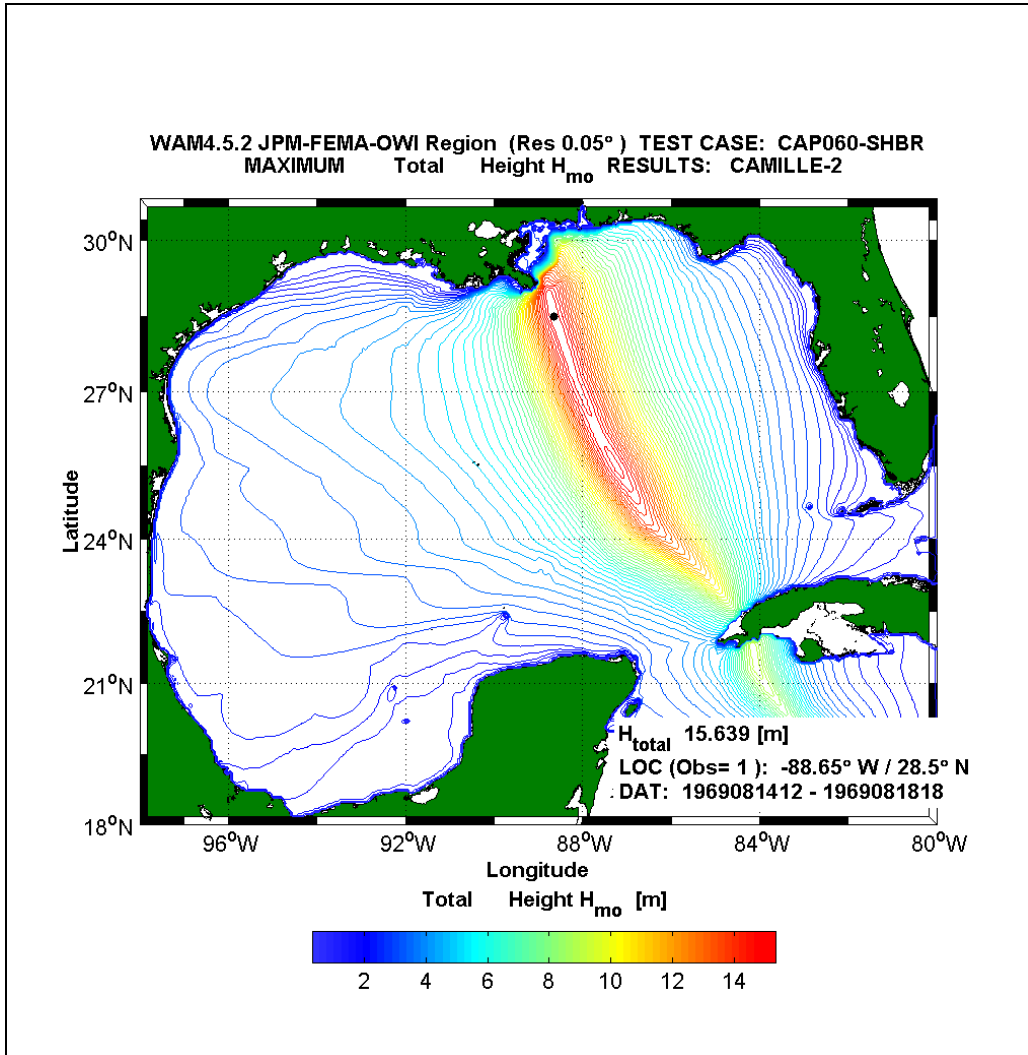 WAM4.5.2 JPM-FEMA-OWI Region (Res 0.05° ) TEST CASE: CAP060-SHBR
MAXIMUM Total Height Hmo RESULTS: CAMILLE-2
30°N
27°N
24°N
21°N
18°N
Latitude
Htotal 15.639 [m]
LOC (Obs= 1 ): -88.65° W / 28.5° N
DAT: 1969081412 - 1969081818
96°W 92°W 88°W 84°W 80°W
Longitude
Total Height Hmo [m]
2 4 6 8 10 12 14